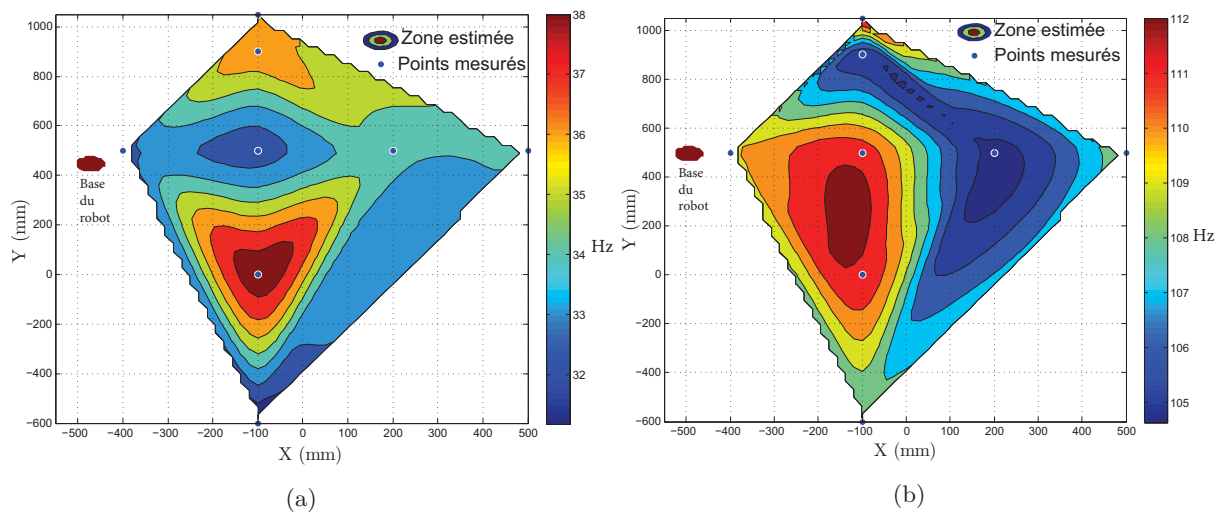 1000
800
600
400
200
0
−200
−400
−600
Y (mm)
−500 −400 −300 −200 −100 0 100 200 300 400 500
X (mm)
Zone estimée
Points mesurés
Base
du
robot
38
37
36
35
34
33
32
Hz
(a)
1000
800
600
400
200
0
−200
−400
−600
Y (mm)
−500 −400 −300 −200 −100 0 100 200 300 400 500
X (mm)
Zone estimée
Points mesurés
Base
du
robot
112
111
110
109
108
107
106
105
Hz
(b)